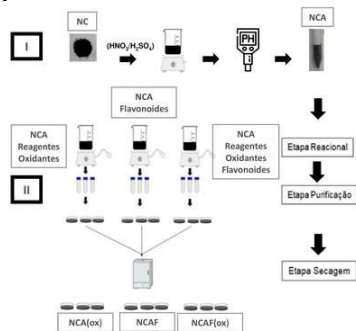 I
NC
(HNO3/H2SO4)
PH
NCA
NCA
Flavonoides
NCA
Reagentes
Oxidantes
NCA
Reagentes
Oxidantes
Flavonoides
Etapa Reacional
II
Etapa Purificação
Etapa Secagem
NCA(ox)
NCAF
NCAF(ox)